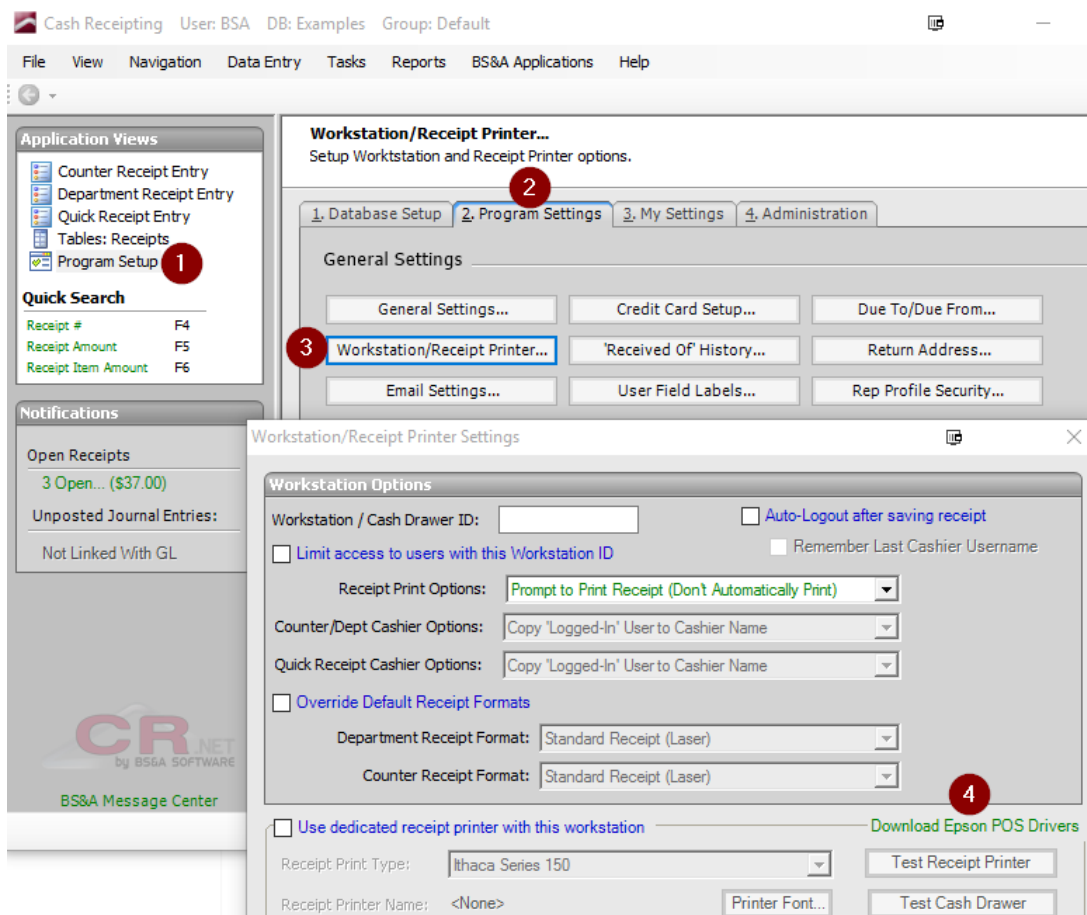 Cash Receipting User: BSA DB: Examples Group: Default
File View Navigation Data Entry Tasks Reports BS&A Applications Help
Application Views
Counter Receipt Entry
Department Receipt Entry
Quick Receipt Entry
Tables: Receipts
Program Setup 1
Quick Search
Receipt # F4
Receipt Amount F5
Receipt Item Amount F6
Notifications
Open Receipts
3 Open... ($37.00)
Unposted Journal Entries:
Not Linked With GL
CR.NET
by BS&A SOFTWARE
BS&A Message Center
Workstation/Receipt Printer...
Setup Worktstation and Receipt Printer options.
2
1. Database Setup 2. Program Settings 3. My Settings 4. Administration
General Settings
General Settings... Credit Card Setup... Due To/Due From...
3 Workstation/Receipt Printer... 'Received Of' History... Return Address...
Email Settings... User Field Labels... Rep Profile Security...
Workstation/Receipt Printer Settings
Workstation Options
Workstation / Cash Drawer ID: Auto-Logout after saving receipt
Limit access to users with this Workstation ID Remember Last Cashier Username
Receipt Print Options: Prompt to Print Receipt (Don't Automatically Print)
Counter/Dept Cashier Options: Copy 'Logged-In' User to Cashier Name
Quick Receipt Cashier Options: Copy 'Logged-In' User to Cashier Name
Override Default Receipt Formats
Department Receipt Format: Standard Receipt (Laser)
Counter Receipt Format: Standard Receipt (Laser)
4
Use dedicated receipt printer with this workstation Download Epson POS Drivers
Receipt Print Type: Ithaca Series 150 Test Receipt Printer
Receipt Printer Name: <None> Printer Font... Test Cash Drawer